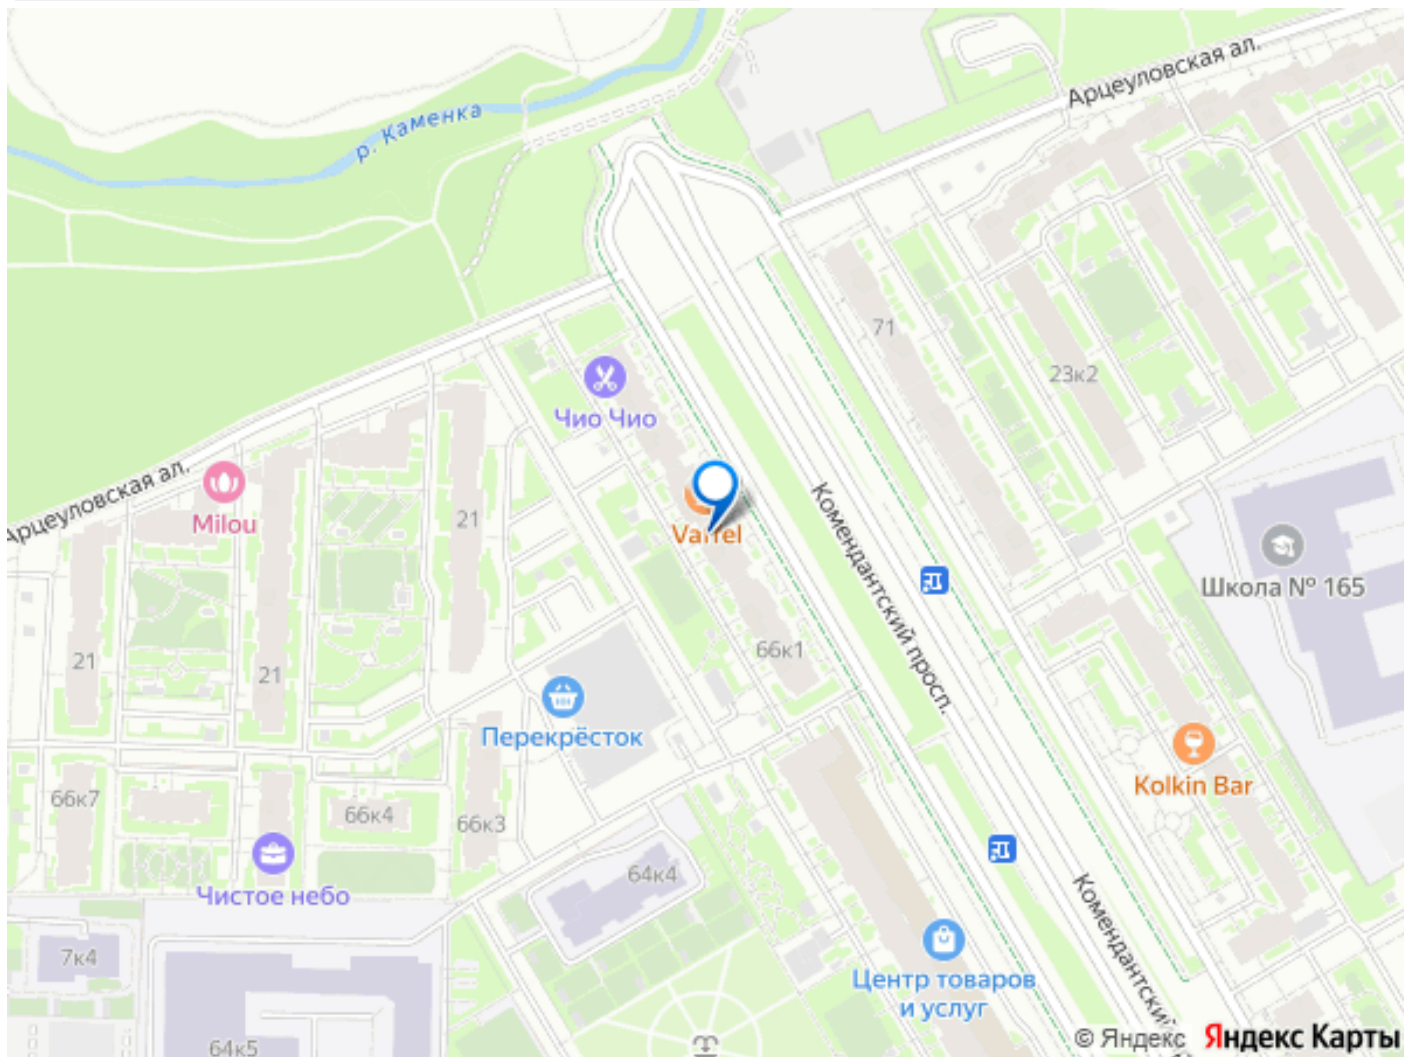 Арцеуловская ал.
р. Каменка
71
23к2
Чио Чио
Арцеуловская ал.
Milou
21
Комендантский просп.
Школа № 165
21
21
66к1
Перекрёсток
Kolkin Bar
66к7
66к4
66к3
64к4
Чистое небо
Комендантский
7к4
Центр товаров
и услуг
64к5
© Яндекс Яндекс Карты